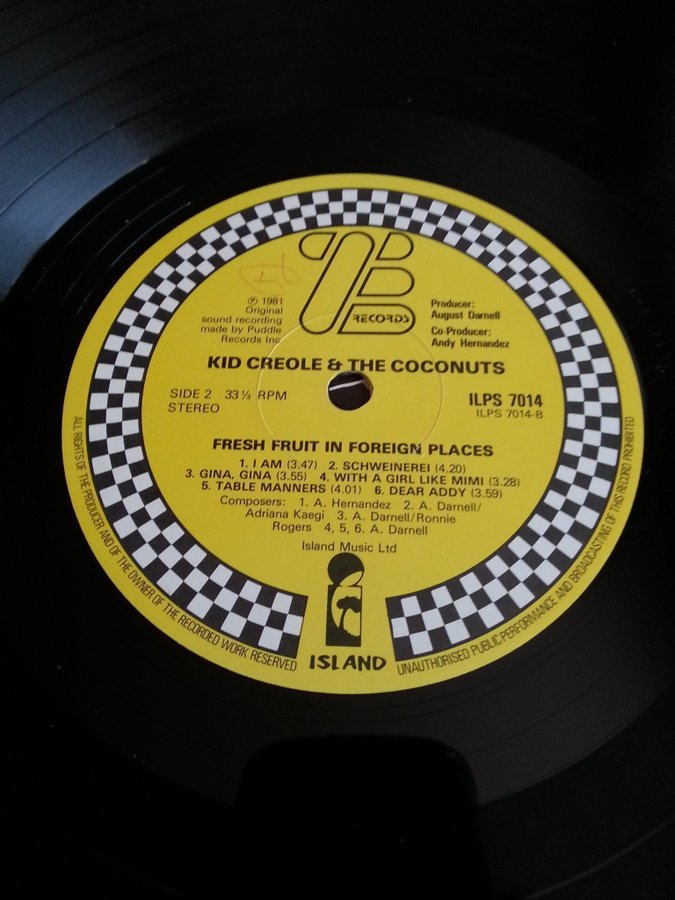 ZE
RECORDS
℗ 1981
Original
sound recording
made by Puddle
Records Inc
Producer:
August Darnell
Co-Producer:
Andy Hernandez
KID CREOLE & THE COCONUTS
SIDE 2 33⅓ RPM
STEREO
ILPS 7014
ILPS 7014-B
FRESH FRUIT IN FOREIGN PLACES
1. I AM (3.47) 2. SCHWEINEREI (4.20)
3. GINA, GINA (3.55) 4. WITH A GIRL LIKE MIMI (3.28)
5. TABLE MANNERS (4.01) 6. DEAR ADDY (3.59)
Composers: 1. A. Hernandez 2. A. Darnell/
Adriana Kaegi 3. A. Darnell/Ronnie
Rogers 4, 5, 6. A. Darnell
Island Music Ltd
ISLAND
ALL RIGHTS OF THE PRODUCER AND OF THE OWNER OF THE RECORDED WORK RESERVED
UNAUTHORISED PUBLIC PERFORMANCE AND BROADCASTING OF THIS RECORD PROHIBITED